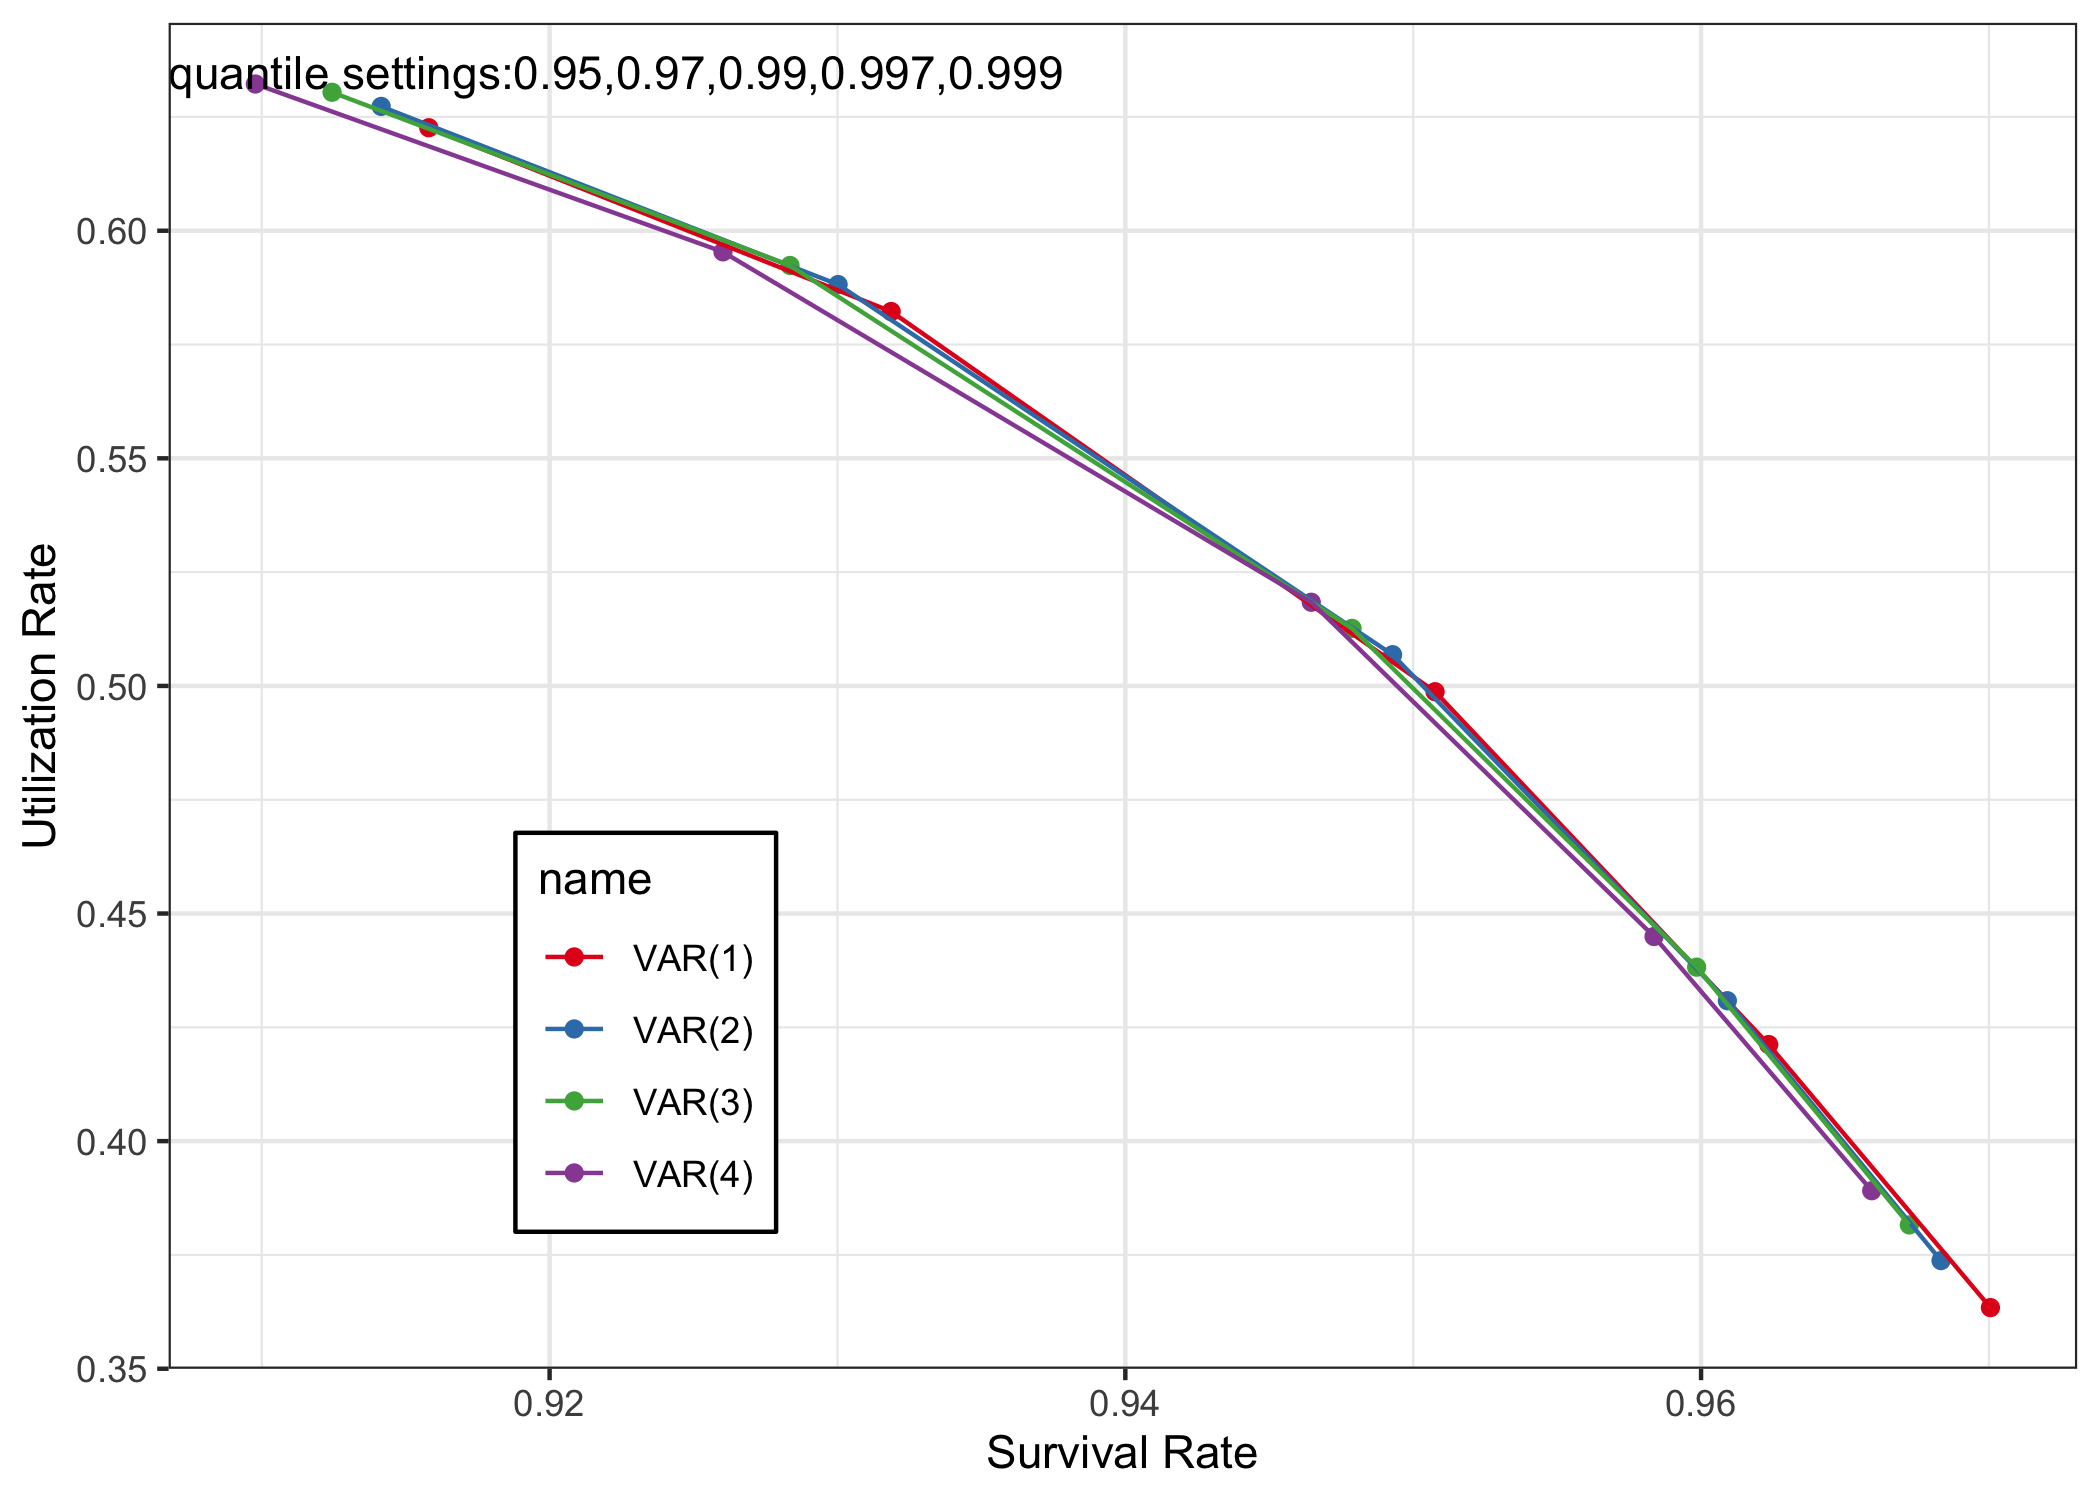 quantile settings:0.95,0.97,0.99,0.997,0.999
0.60
0.55
0.50
0.45
0.40
0.35
Utilization Rate
name
VAR(1)
VAR(2)
VAR(3)
VAR(4)
0.92
0.94
0.96
Survival Rate